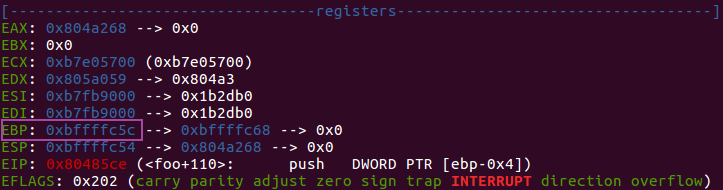 [----------------------------------registers-----------------------------------]
EAX: 0x804a268 --> 0x0
EBX: 0x0
ECX: 0xb7e05700 (0xb7e05700)
EDX: 0x805a059 --> 0x804a3
ESI: 0xb7fb9000 --> 0x1b2db0
EDI: 0xb7fb9000 --> 0x1b2db0
EBP: 0xbffffc5c --> 0xbffffc68 --> 0x0
ESP: 0xbffffc54 --> 0x804a268 --> 0x0
EIP: 0x80485ce (<foo+110>: push DWORD PTR [ebp-0x4])
EFLAGS: 0x202 (carry parity adjust zero sign trap INTERRUPT direction overflow)